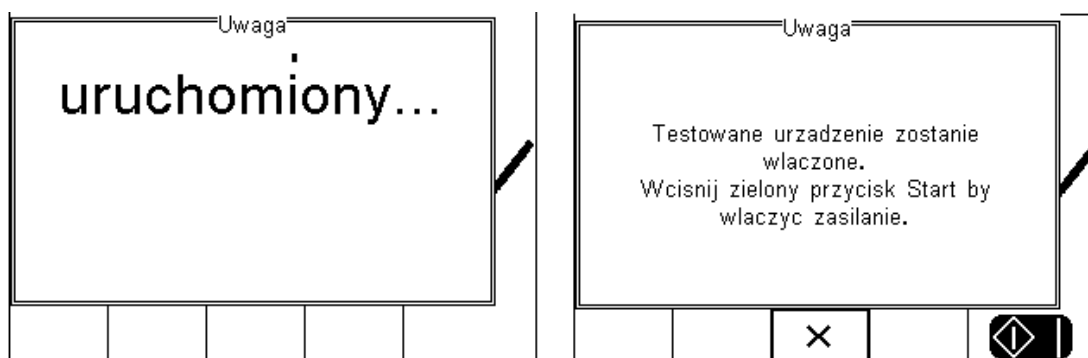 Uwaga
uruchomiony...
Uwaga
Testowane urzadzenie zostanie
wlaczone.
Wcisnij zielony przycisk Start by
wlaczyc zasilanie.